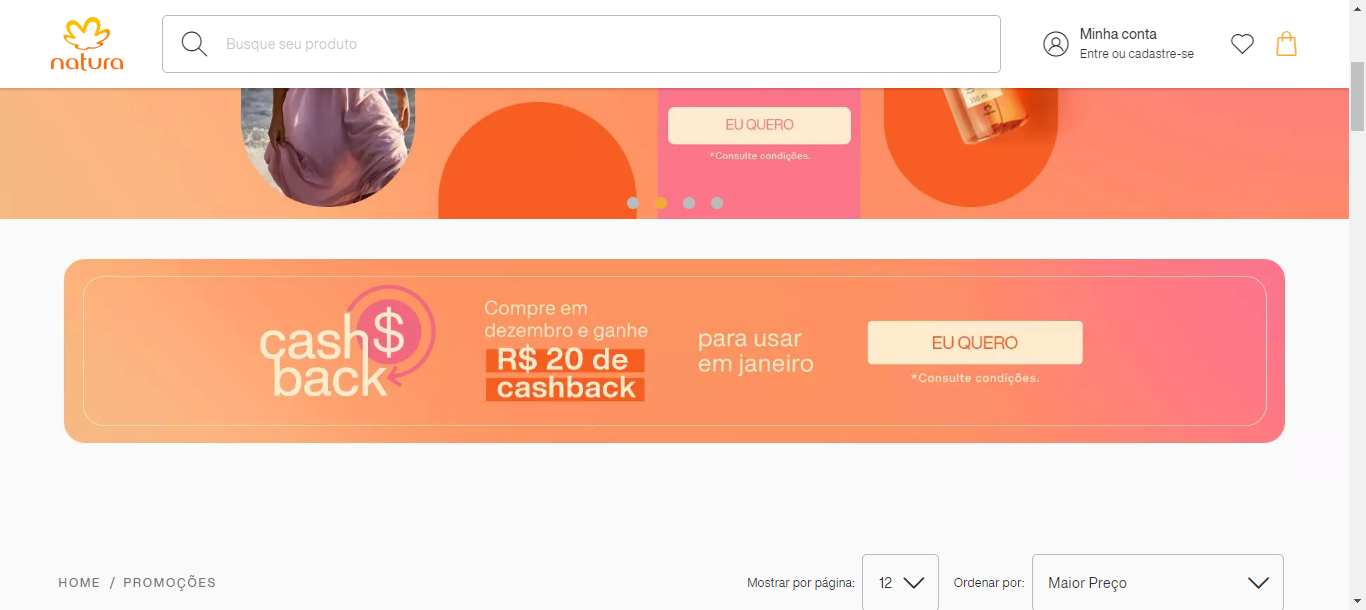 natura
Busque seu produto
Minha conta
Entre ou cadastre-se
EU QUERO
*Consulte condições.
150 ml
cash$
back
Compre em
dezembro e ganhe
R$ 20 de
cashback
para usar
em janeiro
EU QUERO
*Consulte condições.
HOME / PROMOÇÕES
Mostrar por página: 12
Ordenar por: Maior Preço